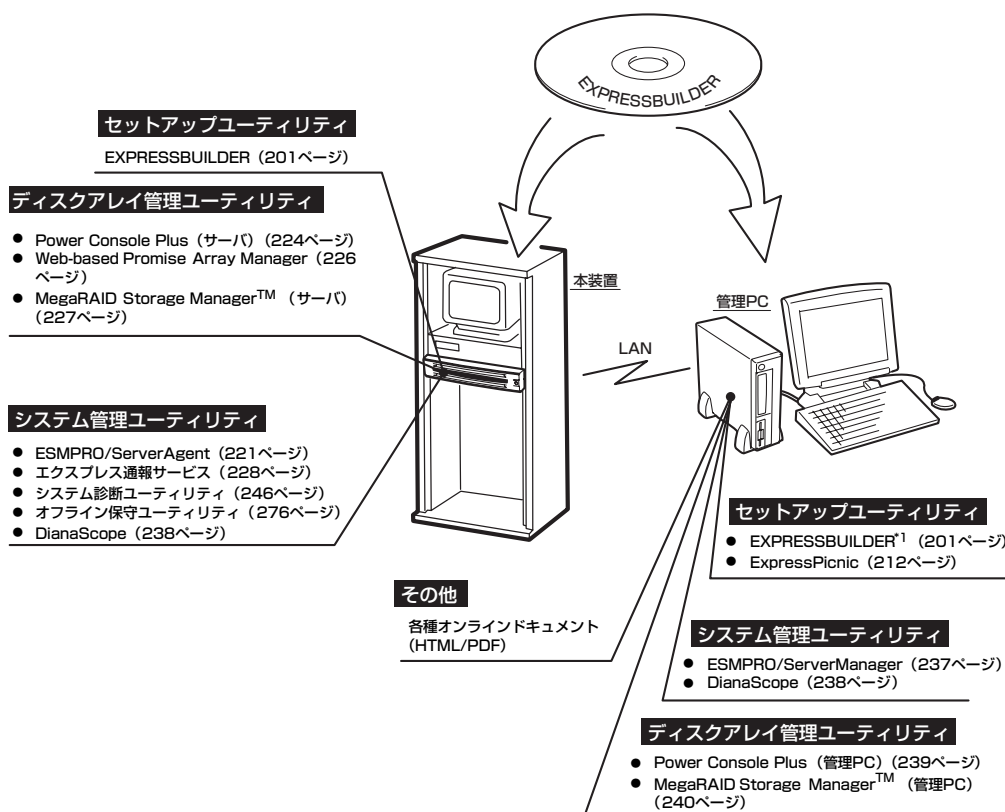 EXPRESSBUILDER
セットアップユーティリティ
EXPRESSBUILDER（201ページ）
ディスクアレイ管理ユーティリティ
● Power Console Plus（サーバ）（224ページ）
● Web-based Promise Array Manager（226
ページ）
● MegaRAID Storage Manager™ （サーバ）
（227ページ）
システム管理ユーティリティ
● ESMPRO/ServerAgent（221ページ）
● エクスプレス通報サービス（228ページ）
● システム診断ユーティリティ（246ページ）
● オフライン保守ユーティリティ（276ページ）
● DianaScope（238ページ）
本装置
LAN
管理PC
その他
各種オンラインドキュメント
（HTML/PDF）
セットアップユーティリティ
● EXPRESSBUILDER*1 （201ページ）
● ExpressPicnic（212ページ）
システム管理ユーティリティ
● ESMPRO/ServerManager（237ページ）
● DianaScope（238ページ）
ディスクアレイ管理ユーティリティ
● Power Console Plus（管理PC）（239ページ）
● MegaRAID Storage Manager™ （管理PC）
（240ページ）